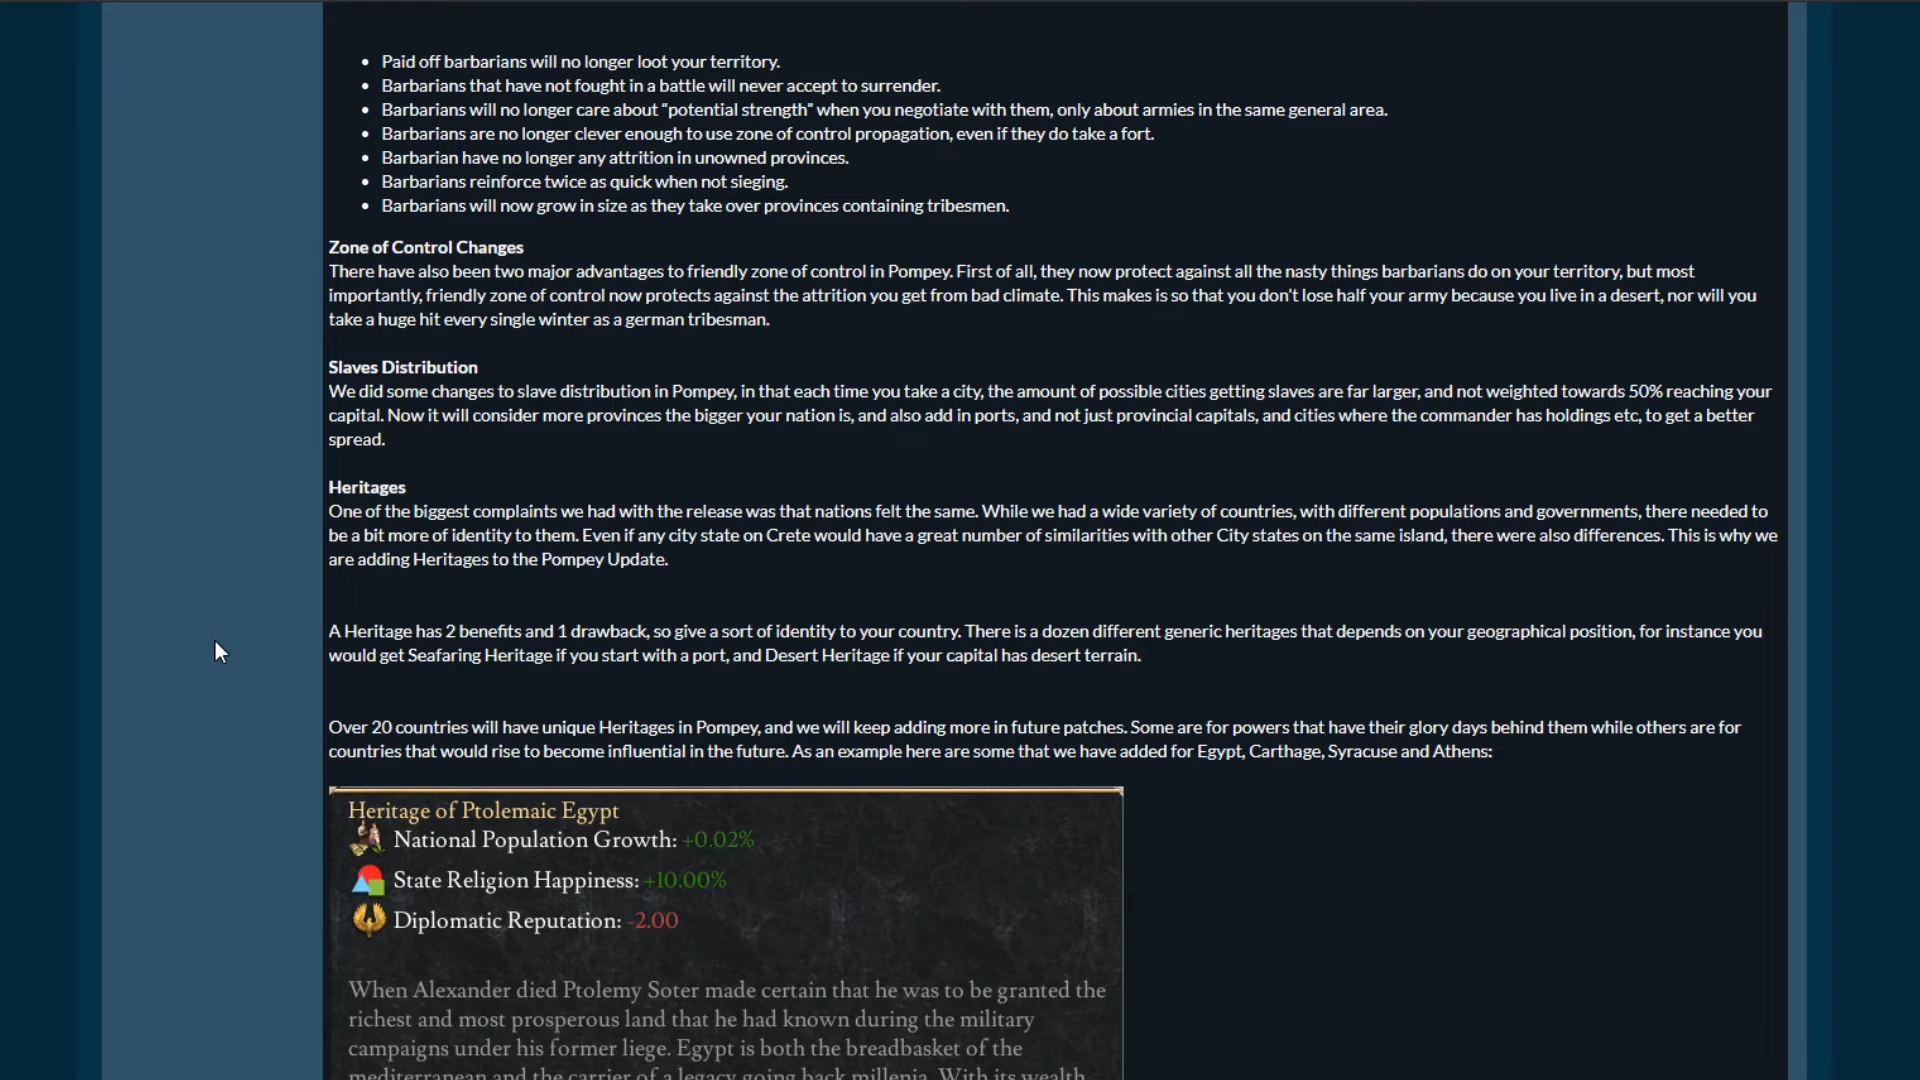 Paid off barbarians will no longer loot your territory.
Barbarians that have not fought in a battle will never accept to surrender.
Barbarians will no longer care about “potential strength” when you negotiate with them, only about armies in the same general area.
Barbarians are no longer clever enough to use zone of control propagation, even if they do take a fort.
Barbarian have no longer any attrition in unowned provinces.
Barbarians reinforce twice as quick when not sieging.
Barbarians will now grow in size as they take over provinces containing tribesmen.
Zone of Control Changes
There have also been two major advantages to friendly zone of control in Pompey. First of all, they now protect against all the nasty things barbarians do on your territory, but most
importantly, friendly zone of control now protects against the attrition you get from bad climate. This makes is so that you don't lose half your army because you live in a desert, nor will you
take a huge hit every single winter as a german tribesman.
Slaves Distribution
We did some changes to slave distribution in Pompey, in that each time you take a city, the amount of possible cities getting slaves are far larger, and not weighted towards 50% reaching your
capital. Now it will consider more provinces the bigger your nation is, and also add in ports, and not just provincial capitals, and cities where the commander has holdings etc, to get a better
spread.
Heritages
One of the biggest complaints we had with the release was that nations felt the same. While we had a wide variety of countries, with different populations and governments, there needed to
be a bit more of identity to them. Even if any city state on Crete would have a great number of similarities with other City states on the same island, there were also differences. This is why we
are adding Heritages to the Pompey Update.
A Heritage has 2 benefits and 1 drawback, so give a sort of identity to your country. There is a dozen different generic heritages that depends on your geographical position, for instance you
would get Seafaring Heritage if you start with a port, and Desert Heritage if your capital has desert terrain.
Over 20 countries will have unique Heritages in Pompey, and we will keep adding more in future patches. Some are for powers that have their glory days behind them while others are for
countries that would rise to become influential in the future. As an example here are some that we have added for Egypt, Carthage, Syracuse and Athens:
Heritage of Ptolemaic Egypt
National Population Growth: +0.02%
State Religion Happiness: +10.00%
Diplomatic Reputation: -2.00
When Alexander died Ptolemy Soter made certain that he was to be granted the
richest and most prosperous land that he had known during the military
campaigns under his former liege. Egypt is both the breadbasket of the
mediterranean and the carrier of a legacy going back millenia. With its wealth